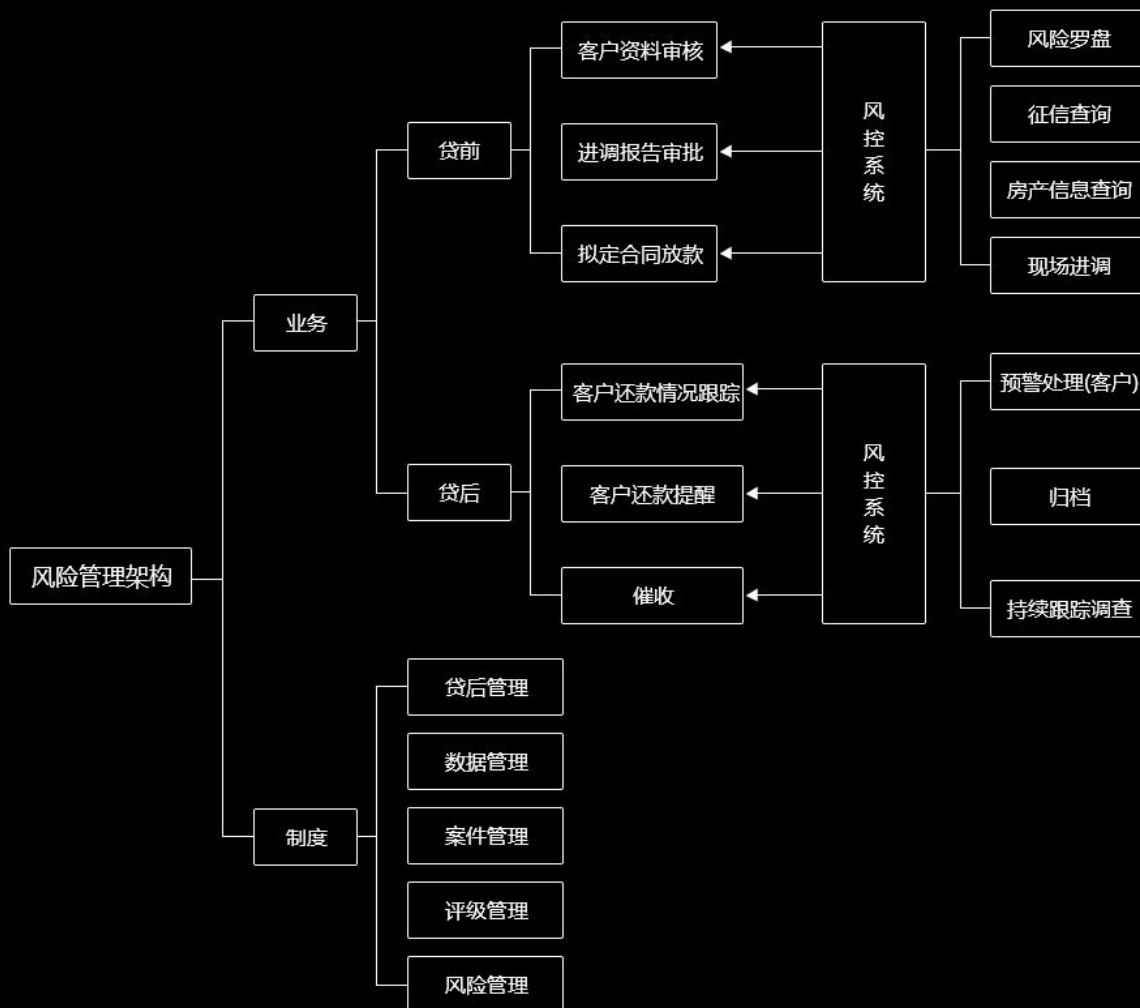 风险管理架构
业务
贷前
客户资料审核
进调报告审批
拟定合同放款
风控系统
风险罗盘
征信查询
房产信息查询
现场进调
贷后
客户还款情况跟踪
客户还款提醒
催收
风控系统
预警处理(客户)
归档
持续跟踪调查
制度
贷后管理
数据管理
案件管理
评级管理
风险管理